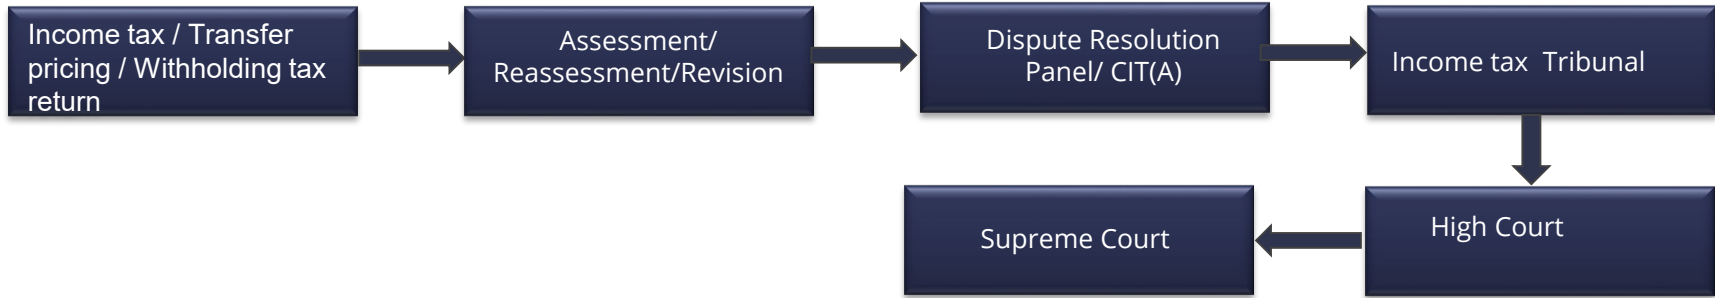 Income tax / Transfer
pricing / Withholding tax
return
Assessment/
Reassessment/Revision
Dispute Resolution
Panel/ CIT(A)
Income tax  Tribunal
High Court
Supreme Court